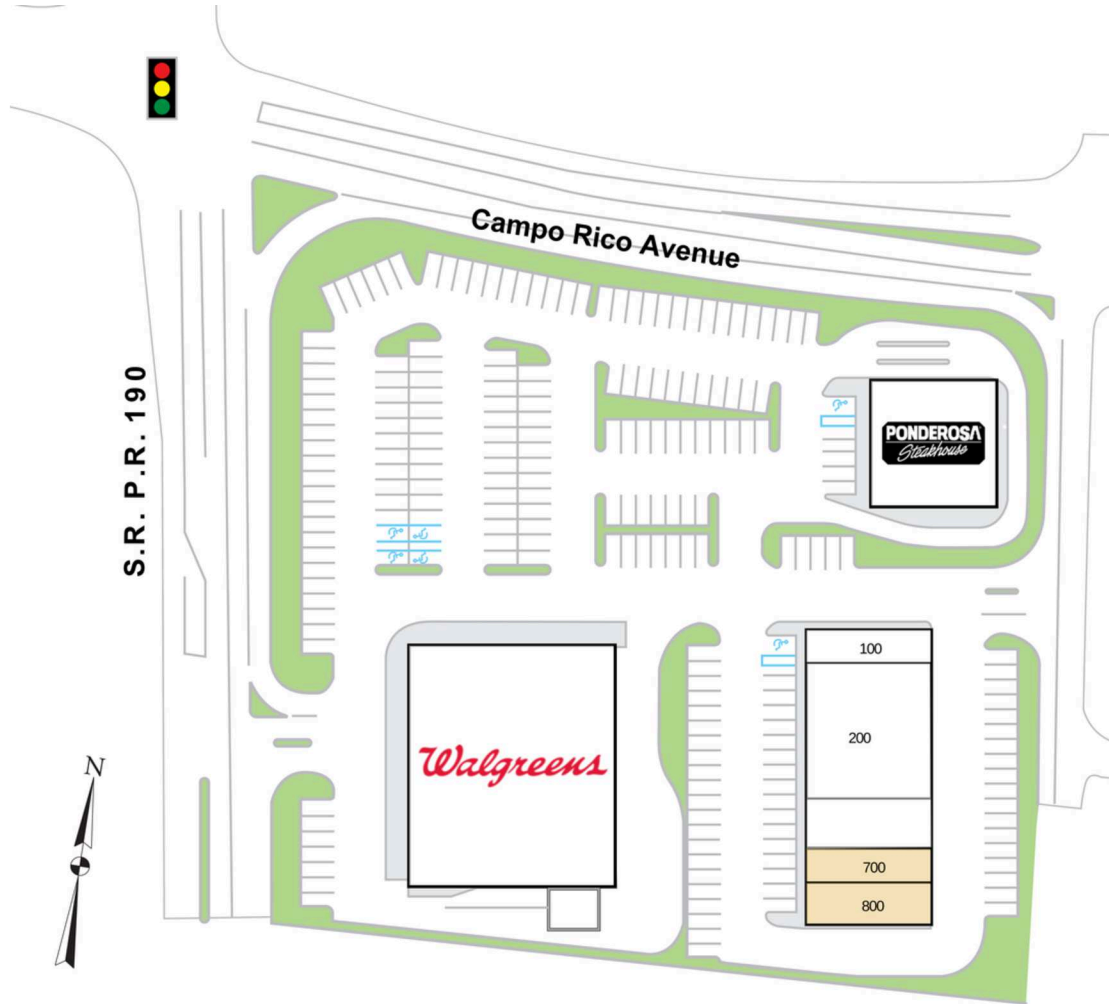 Campo Rico Avenue
S.R. P.R. 190
PONDEROSA
Steakhouse
100
200
Walgreens
700
800
N